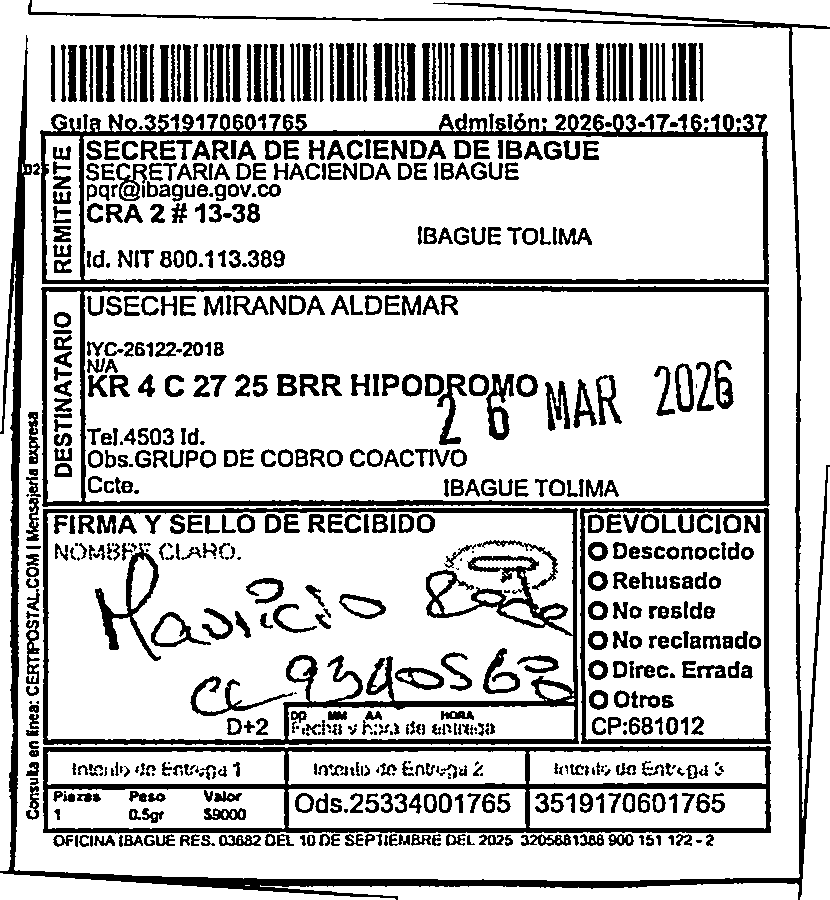 Guia No.3519170601765 Admisión: 2026-03-17-16:10:37
REMITENTE
SECRETARIA DE HACIENDA DE IBAGUE
SECRETARIA DE HACIENDA DE IBAGUE
pqr@ibague.gov.co
CRA 2 # 13-38
IBAGUE TOLIMA
Id. NIT 800.113.389
DESTINATARIO
USECHE MIRANDA ALDEMAR
IYC-26122-2018
N/A
KR 4 C 27 25 BRR HIPODROMO
26 MAR 2026
Tel.4503 Id.
Obs.GRUPO DE COBRO COACTIVO
Ccte. IBAGUE TOLIMA
Consulta en línea: CERTIPOSTAL.COM | Mensajería expresa
FIRMA Y SELLO DE RECIBIDO
NOMBRE CLARO.
Mauricio
CC
D+2
DD MM AA HORA
Fecha y hora de entrega
DEVOLUCION
Desconocido
Rehusado
No reside
No reclamado
Direc. Errada
Otros
CP:681012
Intento de Entrega 1 Intento de Entrega 2 Intento de Entrega 3
Piezas Peso Valor
1 0.5gr $9000
Ods.25334001765 3519170601765
OFICINA IBAGUE RES. 03682 DEL 10 DE SEPTIEMBRE DEL 2025 3205681388 900 151 122 - 2